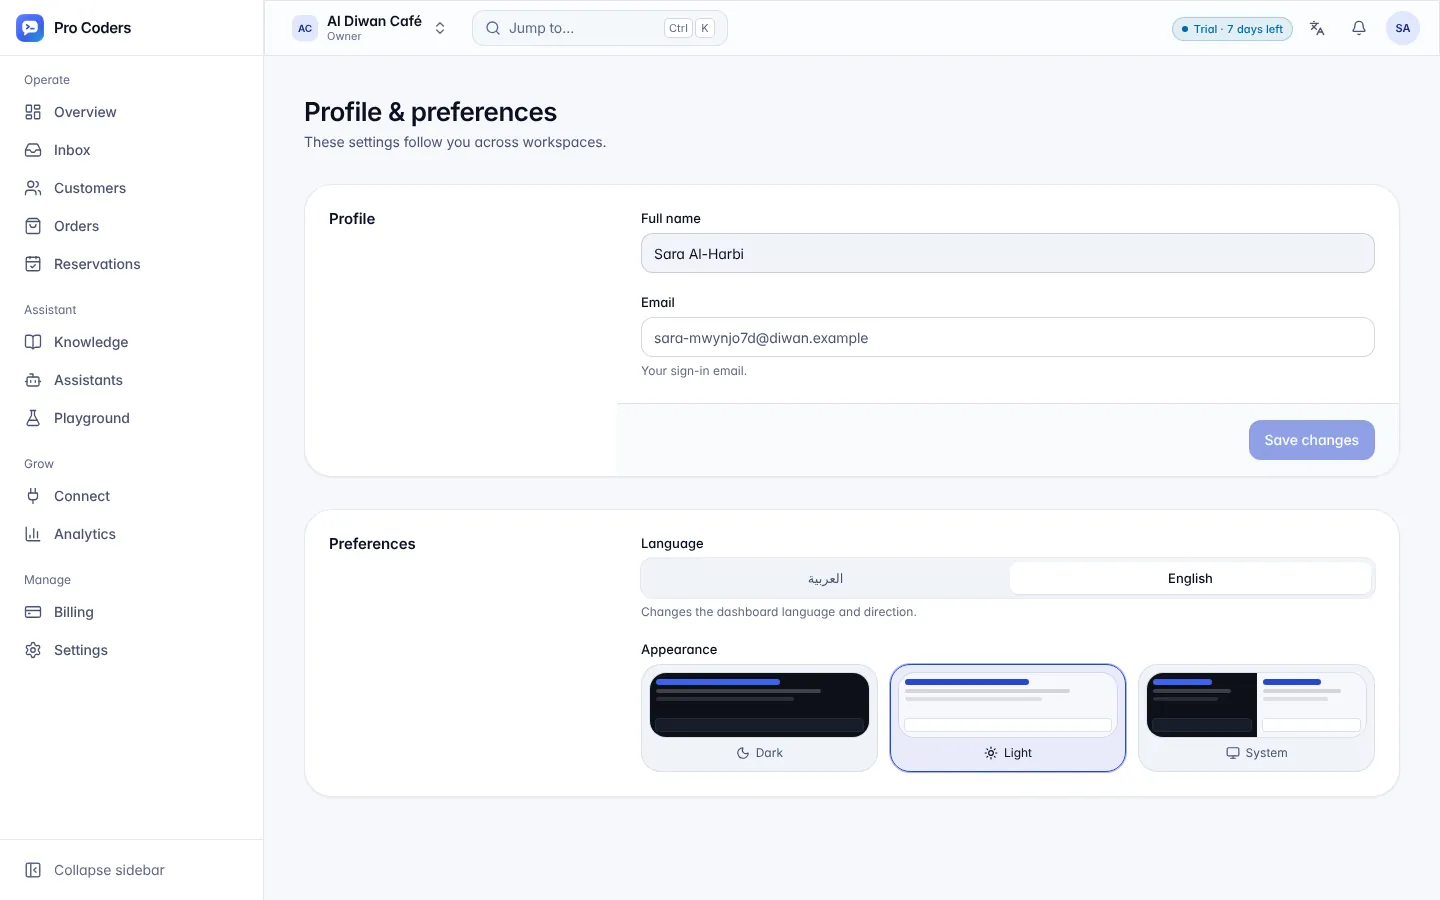 Pro Coders
AC
Al Diwan Café
Owner
Jump to...
Ctrl K
Trial · 7 days left
SA
Operate
Overview
Inbox
Customers
Orders
Reservations
Assistant
Knowledge
Assistants
Playground
Grow
Connect
Analytics
Manage
Billing
Settings
Collapse sidebar
Profile & preferences
These settings follow you across workspaces.
Profile
Full name
Sara Al-Harbi
Email
sara-mwynjo7d@diwan.example
Your sign-in email.
Save changes
Preferences
Language
العربية
English
Changes the dashboard language and direction.
Appearance
Dark
Light
System